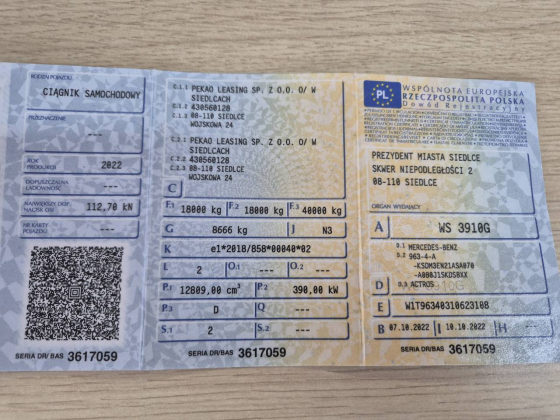 RODZAJ POJAZDU
CIĄGNIK SAMOCHODOWY
PRZEZNACZENIE
---
ROK PRODUKCJI
2022
DOPUSZCZALNA ŁADOWNOŚĆ
---
NAJWIĘKSZY DOP. NACISK OSI
112,70 kN
NR KARTY POJAZDU
---
SERIA DR/BAS 3617059
C.1.1 PEKAO LEASING SP. Z O.O. O/ W
SIEDLCACH
C.1.2 430560128
C.1.3 08-110 SIEDLCE
WOJSKOWA 24
C.2.1 PEKAO LEASING SP. Z O.O. O/ W
SIEDLCACH
C.2.2 430560128
C.2.3 08-110 SIEDLCE
WOJSKOWA 24
C
F.1 18000 kg F.2 18000 kg F.3 40000 kg
G 8666 kg J N3
K e1*2018/858*00040*02
L 2 O.1 --- O.2 ---
P.1 12809,00 cm³ P.2 390,00 kW
P.3 D Q ---
S.1 2 S.2 ---
SERIA DR/BAS 3617059
PL
WSPÓLNOTA EUROPEJSKA
RZECZPOSPOLITA POLSKA
Dowód Rejestracyjny
PREZYDENT MIASTA SIEDLCE
SKWER NIEPODLEGŁOŚCI 2
08-110 SIEDLCE
ORGAN WYDAJĄCY
A WS 3910G
D.1 MERCEDES-BENZ
D.2 963-4-A
-KSDM3EN21ASA070
D D.3 ACTROS
E W1T96340310623108
B 07.10.2022 I 10.10.2022 H ---
SERIA DR/BAS 3617059